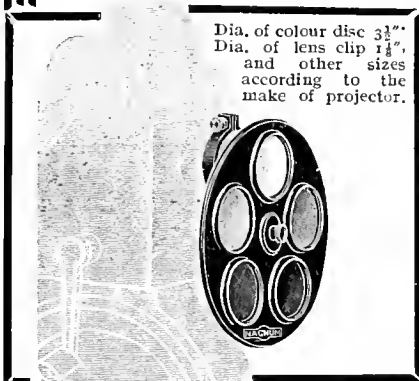 Dia. of colour disc 3½".
Dia. of lens clip 1⅛",
and other sizes
according to the
make of projector.
MAGNUM